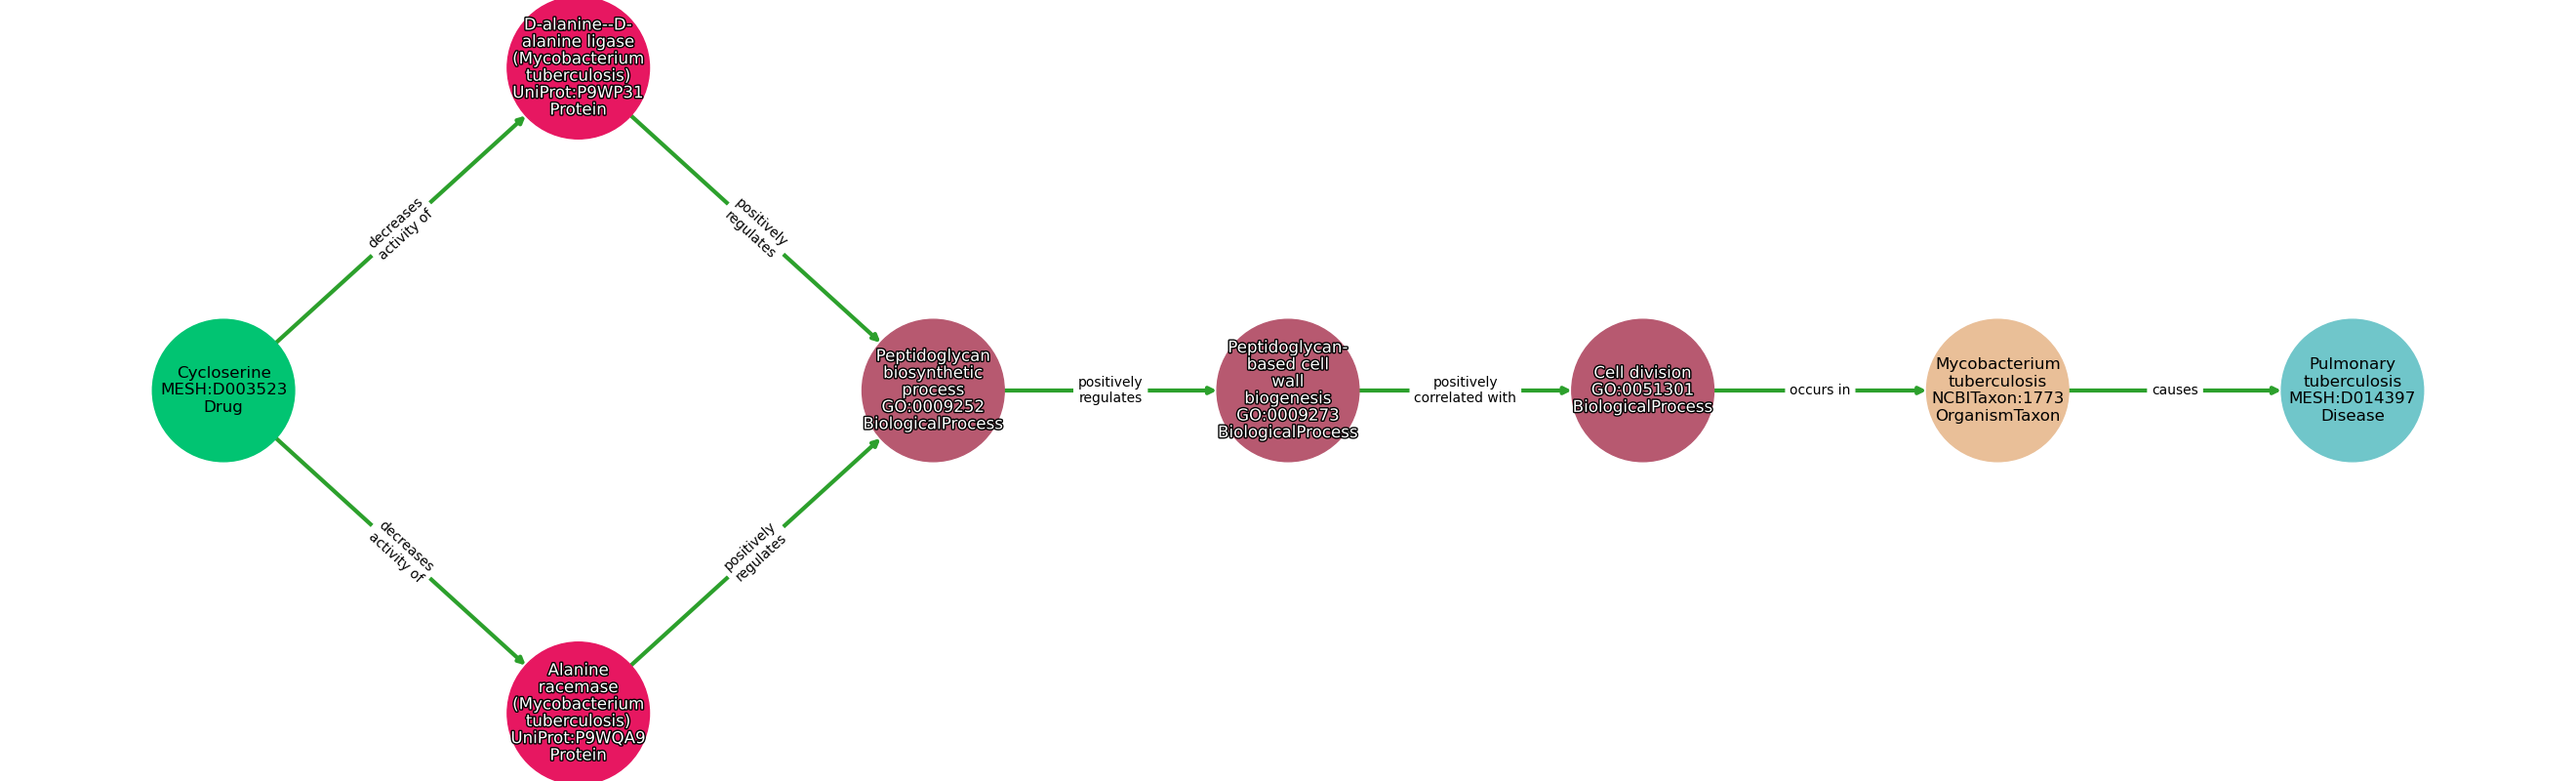 D-alanine--D-
alanine ligase
(Mycobacterium
tuberculosis)
UniProt:P9WP31
Protein
decreases
activity of
positively
regulates
Cycloserine
MESH:D003523
Drug
Peptidoglycan
biosynthetic
process
GO:0009252
BiologicalProcess
positively
regulates
Peptidoglycan-
based cell
wall
biogenesis
GO:0009273
BiologicalProcess
positively
correlated with
Cell division
GO:0051301
BiologicalProcess
occurs in
Mycobacterium
tuberculosis
NCBITaxon:1773
OrganismTaxon
causes
Pulmonary
tuberculosis
MESH:D014397
Disease
decreases
activity of
positively
regulates
Alanine
racemase
(Mycobacterium
tuberculosis)
UniProt:P9WQA9
Protein